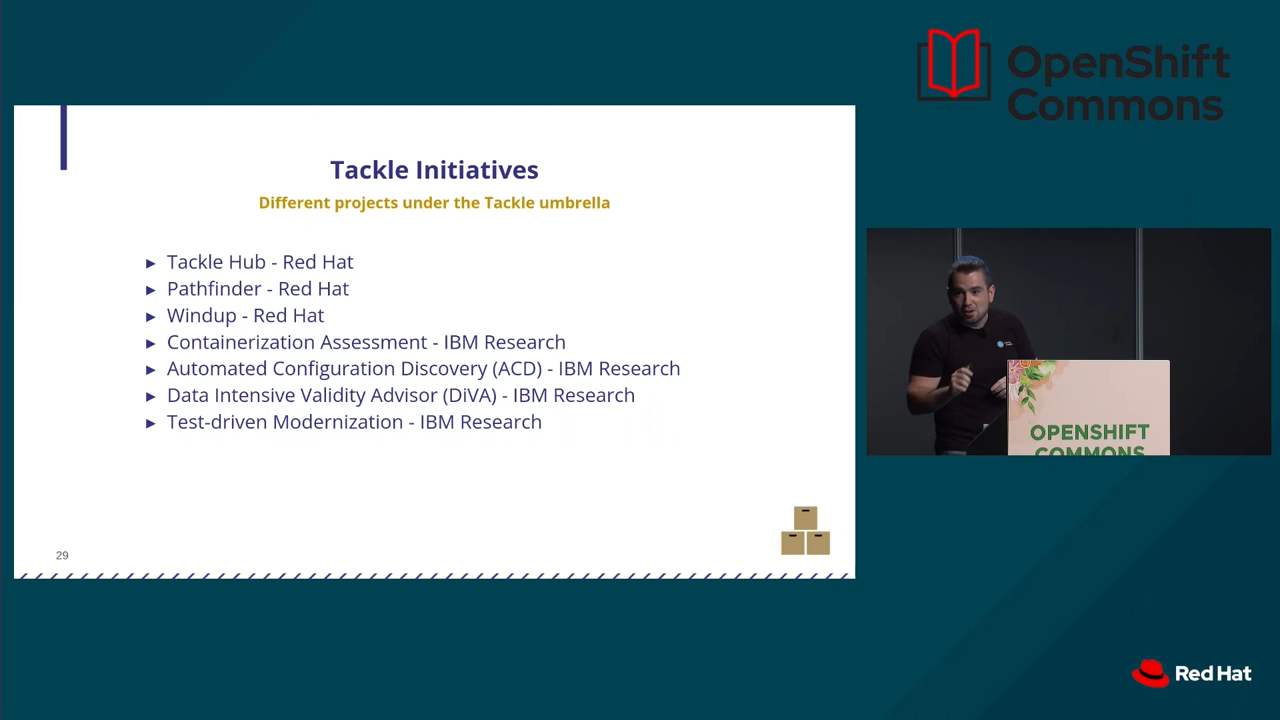 OpenShift
Commons
Tackle Initiatives
Different projects under the Tackle umbrella
► Tackle Hub - Red Hat
► Pathfinder - Red Hat
► Windup - Red Hat
► Containerization Assessment - IBM Research
► Automated Configuration Discovery (ACD) - IBM Research
► Data Intensive Validity Advisor (DiVA) - IBM Research
► Test-driven Modernization - IBM Research
29
OPENSHIFT
COMMONS
Red Hat